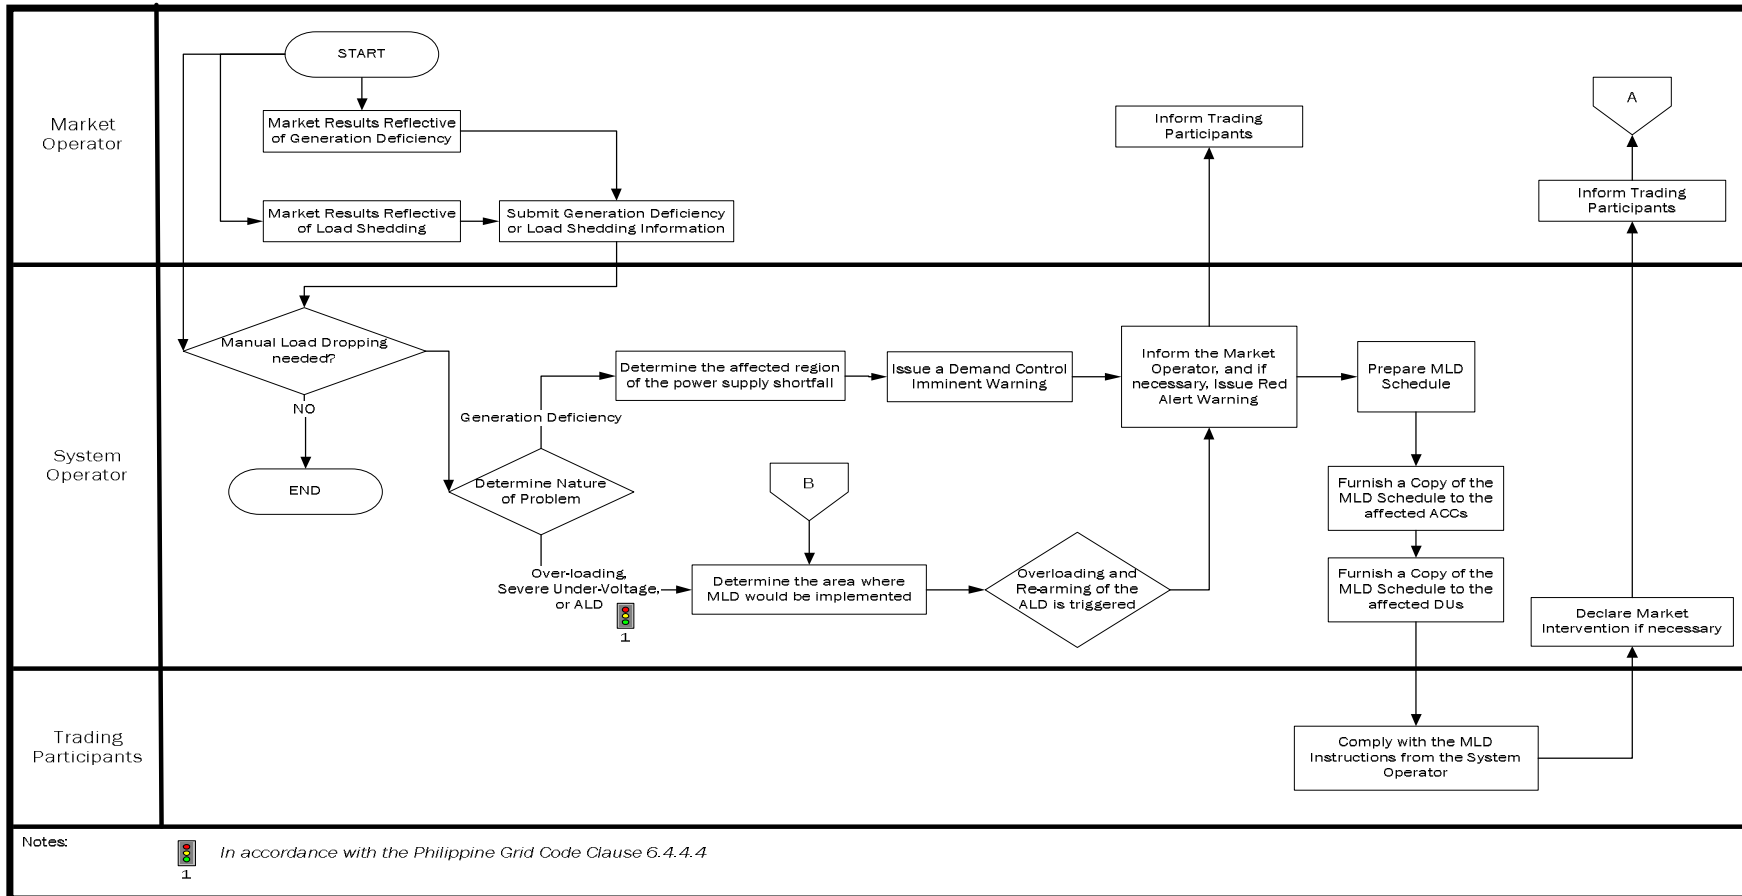 Market
Operator
START
Market Results Reflective
of Generation Deficiency
Market Results Reflective
of Load Shedding
Submit Generation Deficiency
or Load Shedding Information
Inform Trading
Participants
A
Inform Trading
Participants
System
Operator
Manual Load Dropping
needed?
NO
END
Generation Deficiency
Determine Nature
of Problem
Over-loading,
Severe Under-Voltage,
or ALD
1
Determine the affected region
of the power supply shortfall
Issue a Demand Control
Imminent Warning
B
Determine the area where
MLD would be implemented
Overloading and
Re-arming of the
ALD is triggered
Inform the Market
Operator, and if
necessary, Issue Red
Alert Warning
Prepare MLD
Schedule
Furnish a Copy of the
MLD Schedule to the
affected ACCs
Furnish a Copy of the
MLD Schedule to the
affected DUs
Declare Market
Intervention if necessary
Trading
Participants
Comply with the MLD
Instructions from the System
Operator
Notes:
1
In accordance with the Philippine Grid Code Clause 6.4.4.4